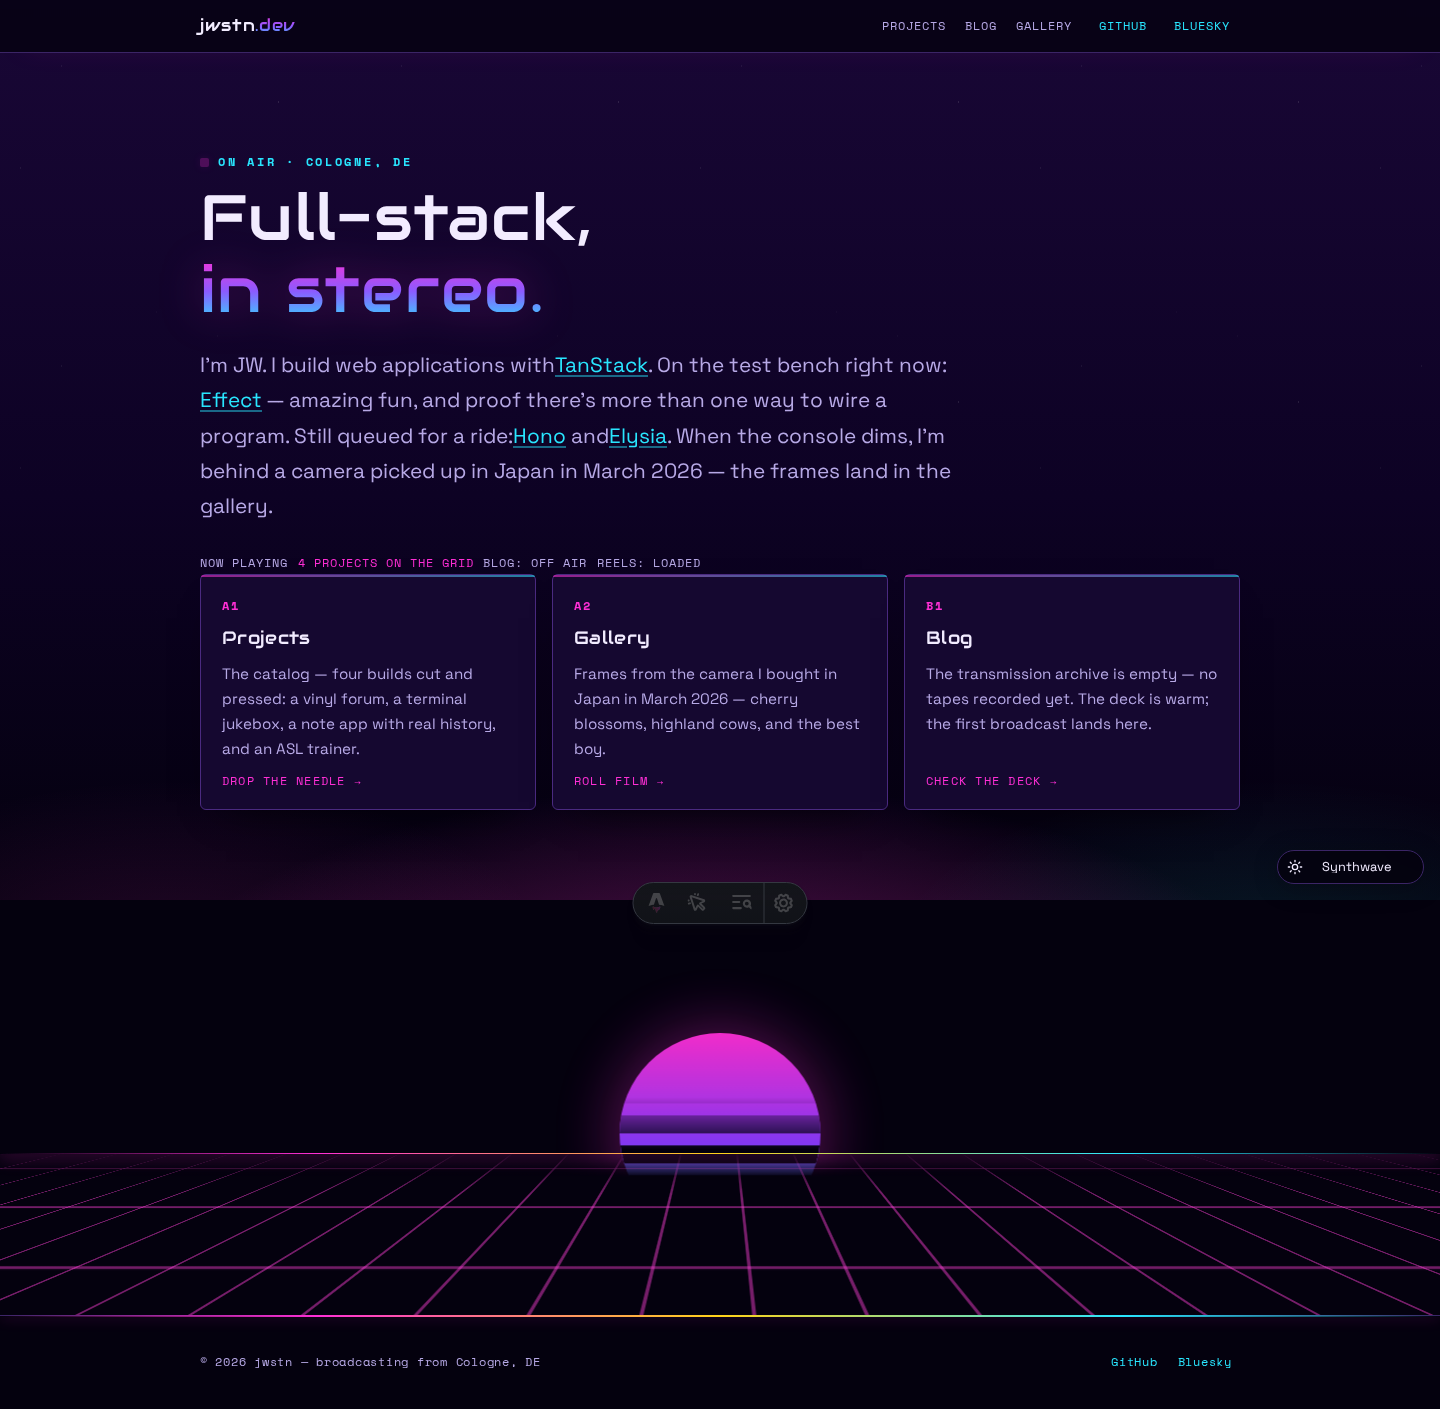 jwstn.dev
PROJECTS BLOG GALLERY GITHUB BLUESKY
ON AIR · COLOGNE, DE
Full-stack,
in stereo.
I’m JW. I build web applications withTanStack. On the test bench right now:
Effect — amazing fun, and proof there’s more than one way to wire a
program. Still queued for a ride:Hono andElysia. When the console dims, I’m
behind a camera picked up in Japan in March 2026 — the frames land in the
gallery.
NOW PLAYING 4 PROJECTS ON THE GRID BLOG: OFF AIR REELS: LOADED
A1
Projects
The catalog — four builds cut and
pressed: a vinyl forum, a terminal
jukebox, a note app with real history,
and an ASL trainer.
DROP THE NEEDLE →
A2
Gallery
Frames from the camera I bought in
Japan in March 2026 — cherry
blossoms, highland cows, and the best
boy.
ROLL FILM →
B1
Blog
The transmission archive is empty — no
tapes recorded yet. The deck is warm;
the first broadcast lands here.
CHECK THE DECK →
Synthwave
© 2026 jwstn — broadcasting from Cologne, DE
GitHub Bluesky